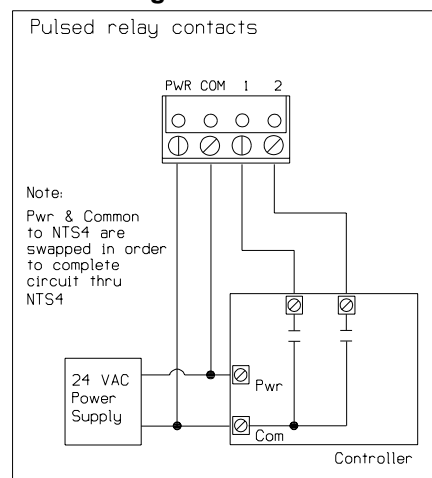 Pulsed relay contacts
PWR COM 1 2
Note:
Pwr & Common
to NTS4 are
swapped in order
to complete
circuit thru
NTS4
24 VAC
Power
Supply
Pwr
Com
Controller